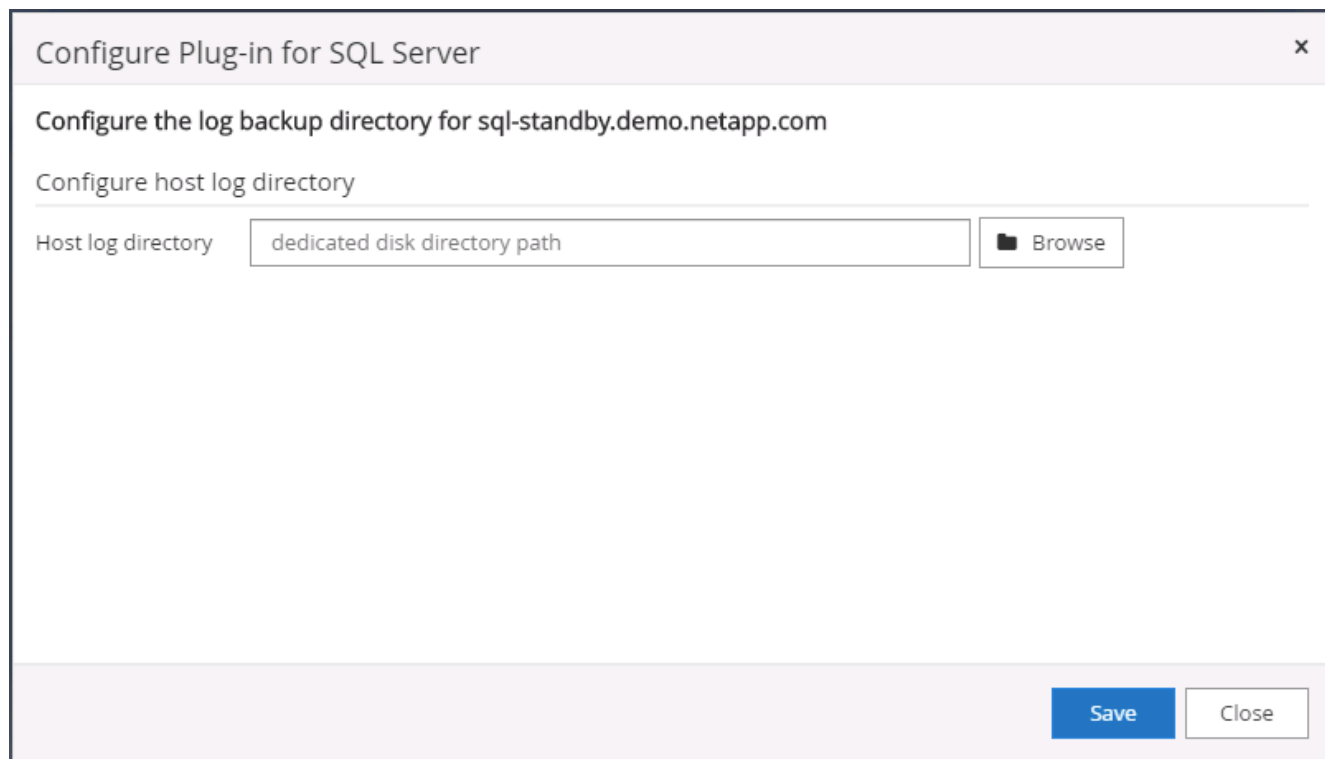 Configure Plug-in for SQL Server ×
Configure the log backup directory for sql-standby.demo.netapp.com
Configure host log directory
Host log directory dedicated disk directory path Browse
Save Close